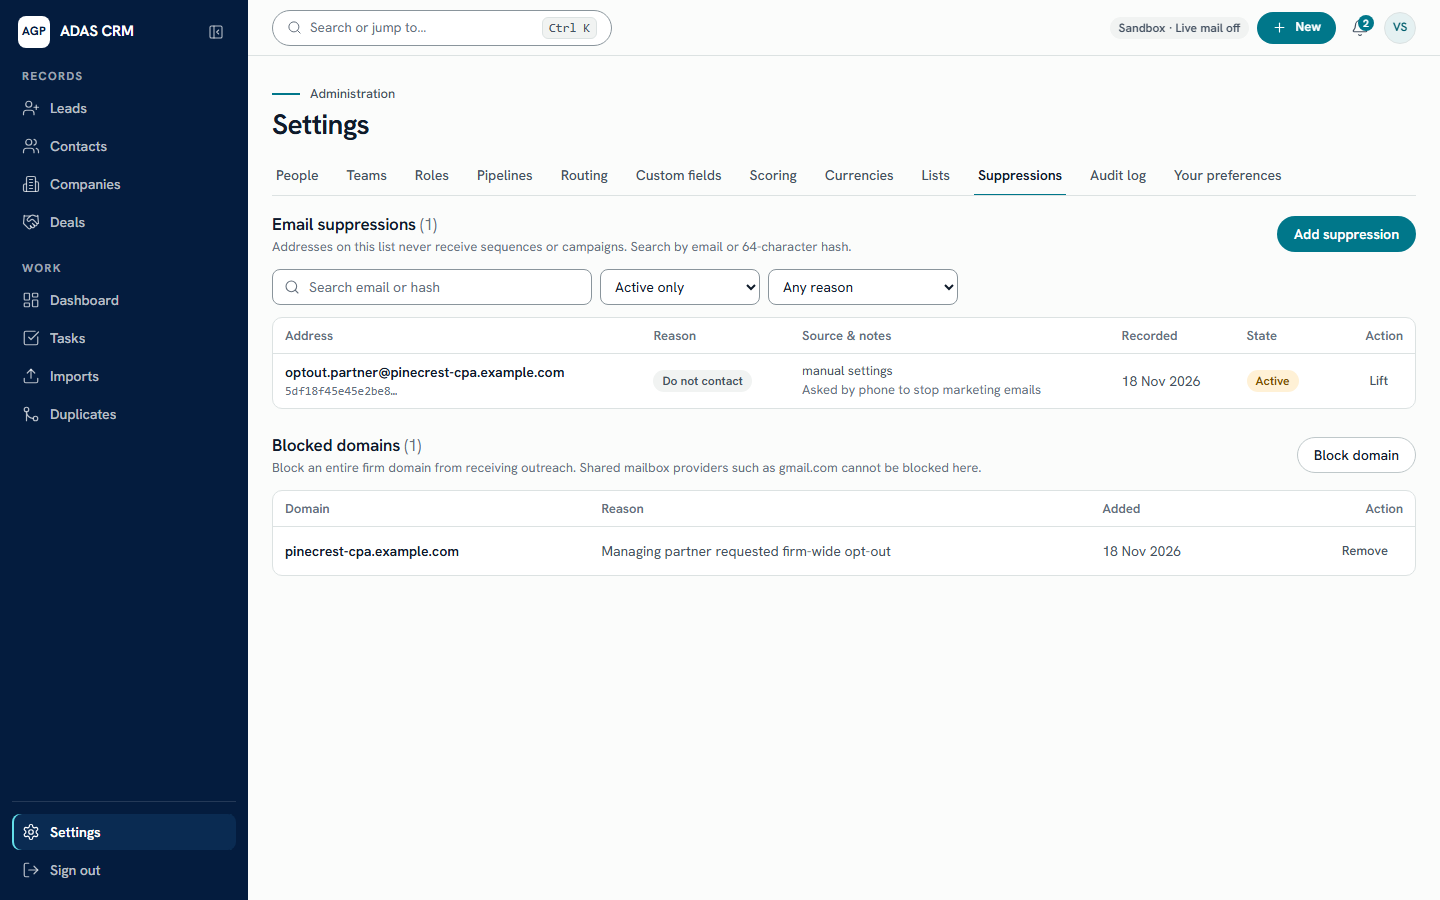 AGP
ADAS CRM
RECORDS
Leads
Contacts
Companies
Deals
WORK
Dashboard
Tasks
Imports
Duplicates
Settings
Sign out
Search or jump to...
Ctrl K
Sandbox · Live mail off
New
2
VS
Administration
Settings
People
Teams
Roles
Pipelines
Routing
Custom fields
Scoring
Currencies
Lists
Suppressions
Audit log
Your preferences
Email suppressions (1)
Addresses on this list never receive sequences or campaigns. Search by email or 64-character hash.
Add suppression
Search email or hash
Active only
Any reason
Address Reason Source & notes Recorded State Action
optout.partner@pinecrest-cpa.example.com
5df18f45e45e2be8…
Do not contact
manual settings
Asked by phone to stop marketing emails
18 Nov 2026
Active
Lift
Blocked domains (1)
Block an entire firm domain from receiving outreach. Shared mailbox providers such as gmail.com cannot be blocked here.
Block domain
Domain Reason Added Action
pinecrest-cpa.example.com Managing partner requested firm-wide opt-out 18 Nov 2026 Remove